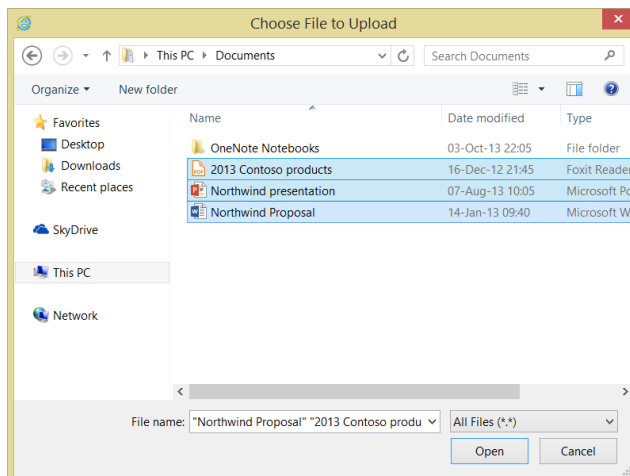 Choose File to Upload
This PC Documents Search Documents
Organize New folder
Name Date modified Type
Favorites
Desktop
Downloads
Recent places
SkyDrive
This PC
Network
OneNote Notebooks 03-Oct-13 22:05 File folder
PDF 2013 Contoso products 16-Dec-12 21:45 Foxit Reader
Northwind presentation 07-Aug-13 10:05 Microsoft Po
Northwind Proposal 14-Jan-13 09:40 Microsoft W
File name: "Northwind Proposal" "2013 Contoso produ All Files (*.*)
Open Cancel